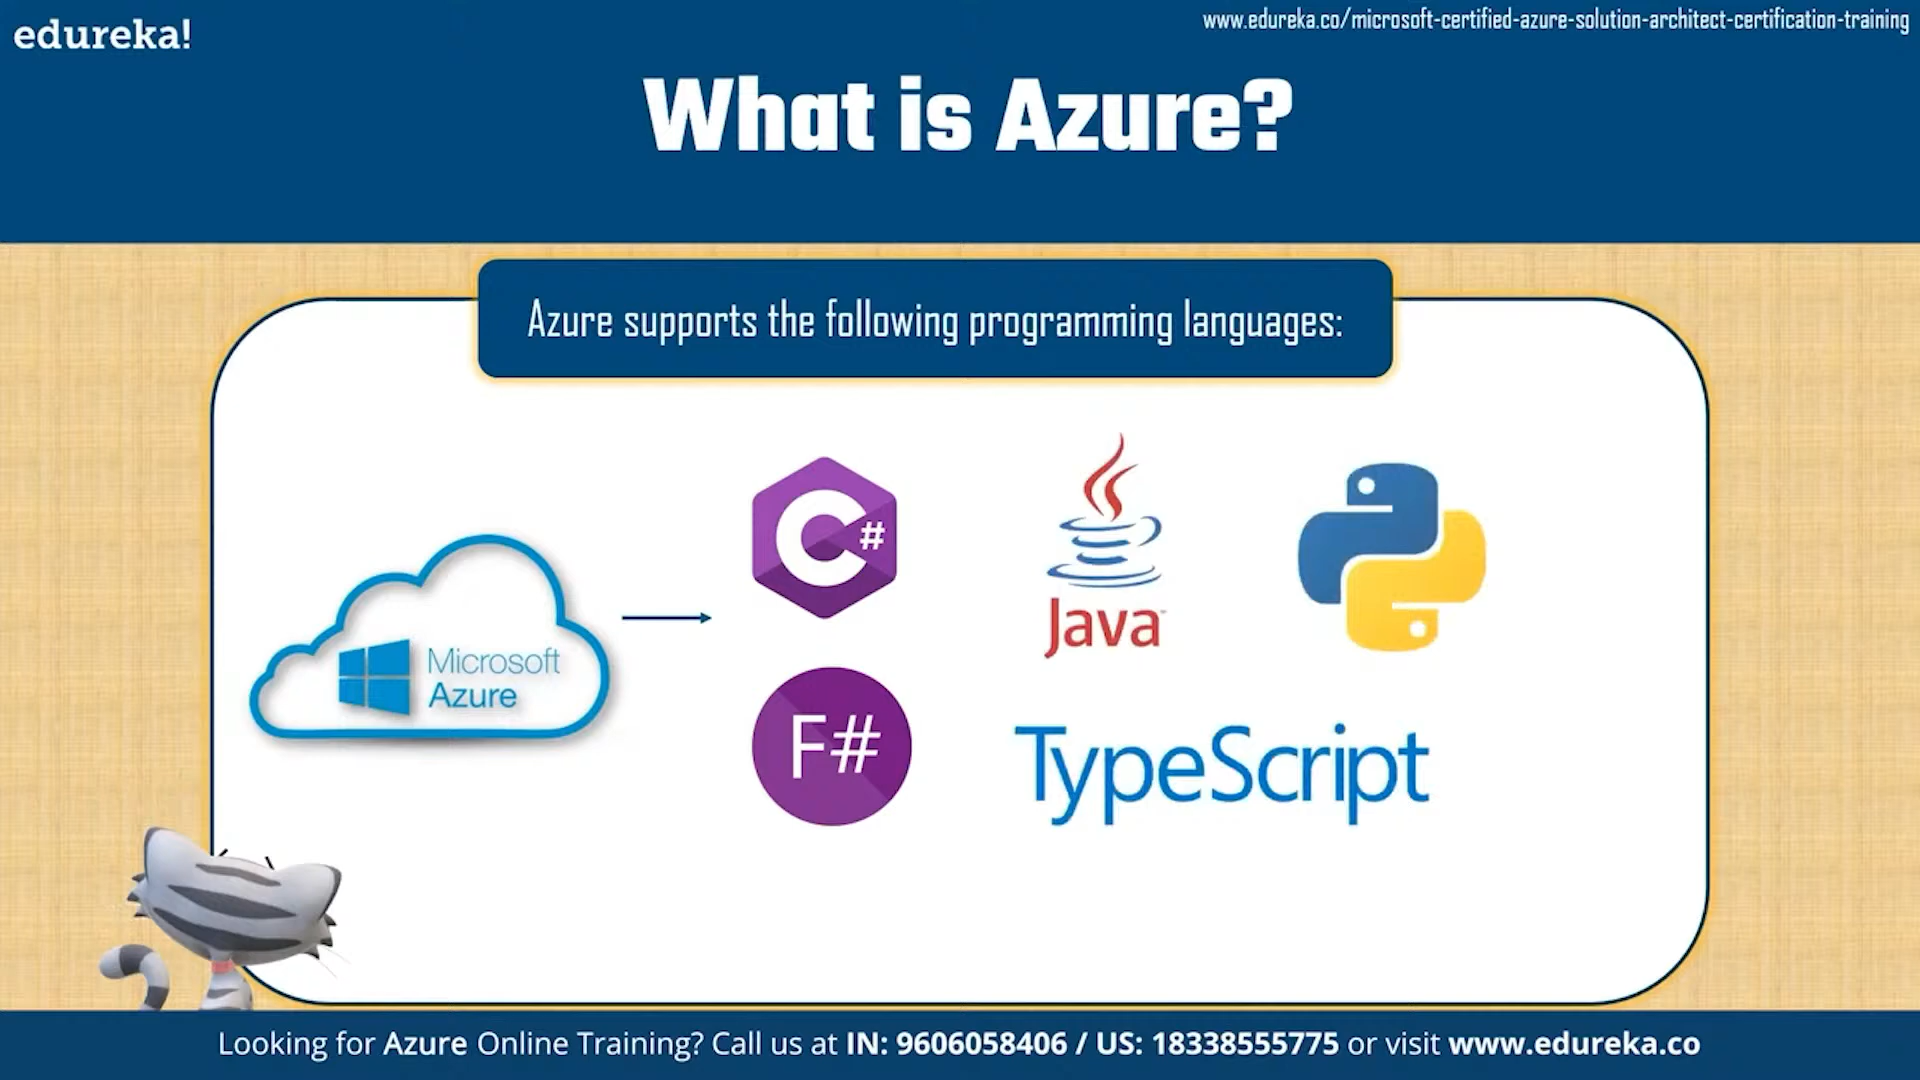 edureka!
www.edureka.co/microsoft-certified-azure-solution-architect-certification-training
What is Azure?
Azure supports the following programming languages:
C#
Java
Microsoft
Azure
F#
TypeScript
Looking for Azure Online Training? Call us at IN: 9606058406 / US: 18338555775 or visit www.edureka.co